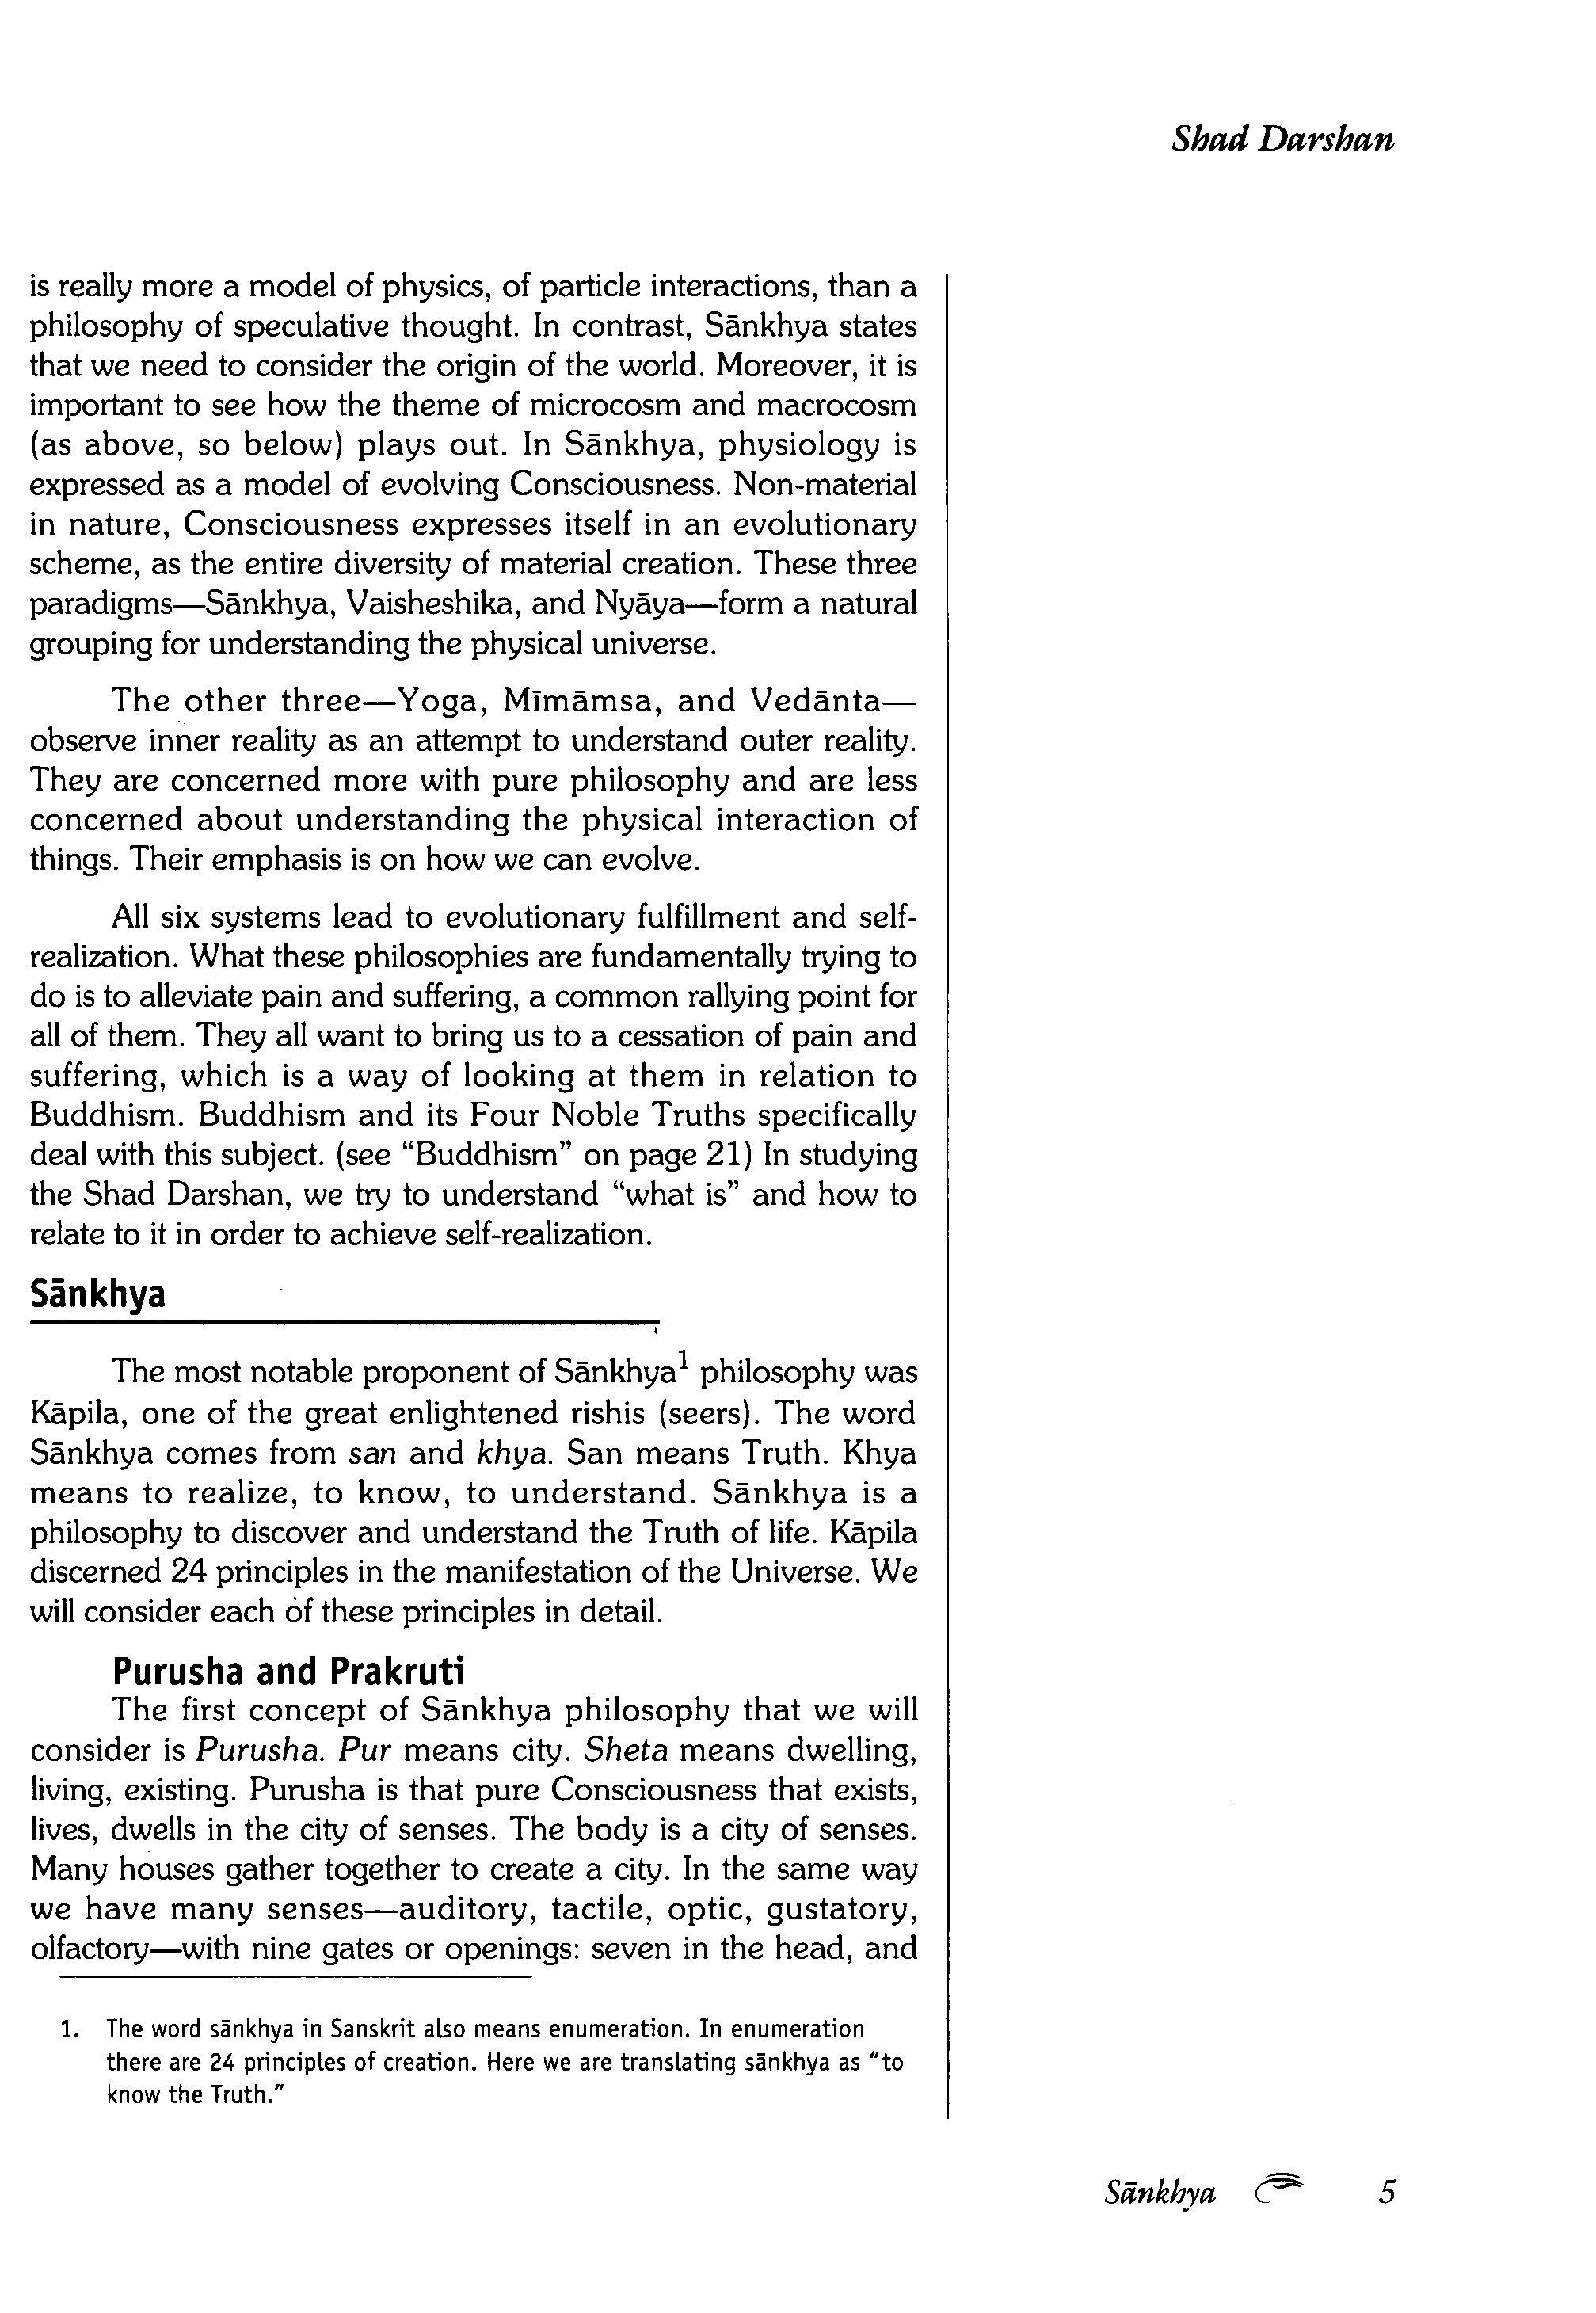 Shad Darshan
is really more a model of physics, of particle interactions, than a
philosophy of speculative thought. In contrast, Sānkhya states
that we need to consider the origin of the world. Moreover, it is
important to see how the theme of microcosm and macrocosm
(as above, so below) plays out. In Sānkhya, physiology is
expressed as a model of evolving Consciousness. Non-material
in nature, Consciousness expresses itself in an evolutionary
scheme, as the entire diversity of material creation. These three
paradigms—Sānkhya, Vaisheshika, and Nyāya—form a natural
grouping for understanding the physical universe.
The other three—Yoga, Mīmāmsa, and Vedānta—
observe inner reality as an attempt to understand outer reality.
They are concerned more with pure philosophy and are less
concerned about understanding the physical interaction of
things. Their emphasis is on how we can evolve.
All six systems lead to evolutionary fulfillment and self-
realization. What these philosophies are fundamentally trying to
do is to alleviate pain and suffering, a common rallying point for
all of them. They all want to bring us to a cessation of pain and
suffering, which is a way of looking at them in relation to
Buddhism. Buddhism and its Four Noble Truths specifically
deal with this subject. (see “Buddhism” on page 21) In studying
the Shad Darshan, we try to understand “what is” and how to
relate to it in order to achieve self-realization.
Sānkhya
The most notable proponent of Sānkhya¹ philosophy was
Kāpila, one of the great enlightened rishis (seers). The word
Sānkhya comes from san and khya. San means Truth. Khya
means to realize, to know, to understand. Sānkhya is a
philosophy to discover and understand the Truth of life. Kāpila
discerned 24 principles in the manifestation of the Universe. We
will consider each of these principles in detail.
Purusha and Prakruti
The first concept of Sānkhya philosophy that we will
consider is Purusha. Pur means city. Sheta means dwelling,
living, existing. Purusha is that pure Consciousness that exists,
lives, dwells in the city of senses. The body is a city of senses.
Many houses gather together to create a city. In the same way
we have many senses—auditory, tactile, optic, gustatory,
olfactory—with nine gates or openings: seven in the head, and
1. The word sānkhya in Sanskrit also means enumeration. In enumeration
there are 24 principles of creation. Here we are translating sānkhya as "to
know the Truth."
Sānkhya 5